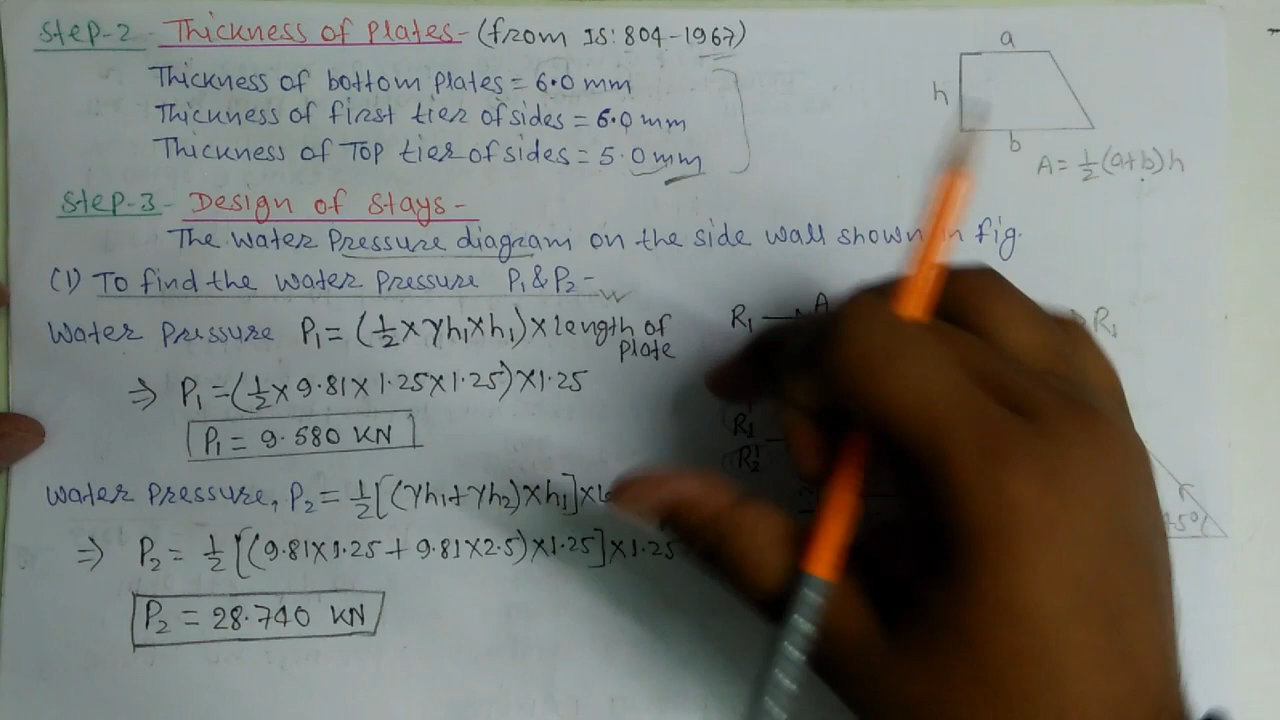 Step-2 - Thickness of Plates - (from IS: 804-1967)
Thickness of bottom plates = 6.0 mm
Thickness of first tier of sides = 6.0 mm
Thickness of Top tier of sides = 5.0 mm
a
h
b
A = ½(a+b)h
Step-3 - Design of Stays -
The water pressure diagram on the side wall shown in fig.
(1) To find the water pressure P₁ & P₂ -
Water Pressure P₁ = (½ × γh₁ × h₁) × length of plate
⇒ P₁ = (½ × 9.81 × 1.25 × 1.25) × 1.25
P₁ = 9.580 KN
Water pressure, P₂ = ½[(γh₁ + γh₂) × h₁] ×
⇒ P₂ = ½[(9.81 × 1.25 + 9.81 × 2.5) × 1.25] × 1.25
P₂ = 28.740 KN
R₁ A
R₁
R₁'
R₂'